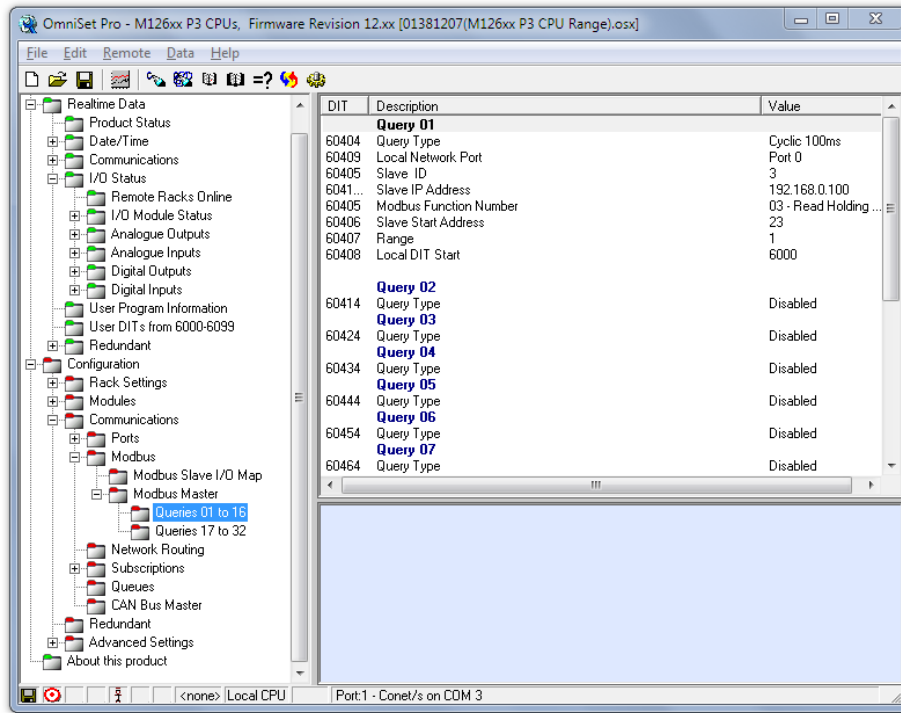 OmniSet Pro - M126xx P3 CPUs, Firmware Revision 12.xx [01381207(M126xx P3 CPU Range).osx]
File Edit Remote Data Help
Realtime Data
Product Status
Date/Time
Communications
I/O Status
Remote Racks Online
I/O Module Status
Analogue Outputs
Analogue Inputs
Digital Outputs
Digital Inputs
User Program Information
User DITs from 6000-6099
Redundant
Configuration
Rack Settings
Modules
Communications
Ports
Modbus
Modbus Slave I/O Map
Modbus Master
Queries 01 to 16
Queries 17 to 32
Network Routing
Subscriptions
Queues
CAN Bus Master
Redundant
Advanced Settings
About this product
DIT Description Value
Query 01
60404 Query Type Cyclic 100ms
60409 Local Network Port Port 0
60405 Slave ID 3
6041... Slave IP Address 192.168.0.100
60405 Modbus Function Number 03 - Read Holding ...
60406 Slave Start Address 23
60407 Range 1
60408 Local DIT Start 6000
Query 02
60414 Query Type Disabled
Query 03
60424 Query Type Disabled
Query 04
60434 Query Type Disabled
Query 05
60444 Query Type Disabled
Query 06
60454 Query Type Disabled
Query 07
60464 Query Type Disabled
<none> Local CPU Port:1 - Conet/s on COM 3